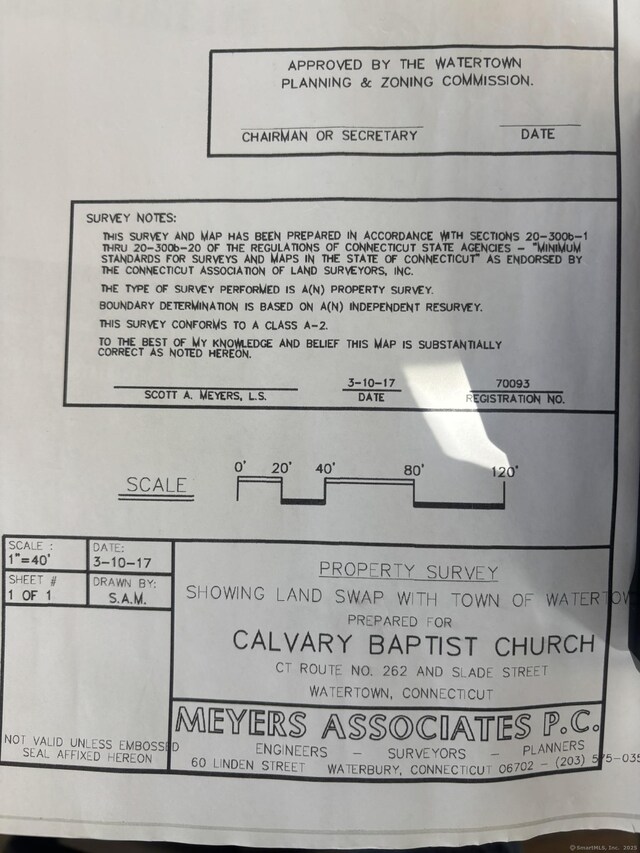 APPROVED BY THE WATERTOWN
PLANNING & ZONING COMMISSION.
CHAIRMAN OR SECRETARY DATE
SURVEY NOTES:
THIS SURVEY AND MAP HAS BEEN PREPARED IN ACCORDANCE WITH SECTIONS 20-300b-1
THRU 20-300b-20 OF THE REGULATIONS OF CONNECTICUT STATE AGENCIES - "MINIMUM
STANDARDS FOR SURVEYS AND MAPS IN THE STATE OF CONNECTICUT" AS ENDORSED BY
THE CONNECTICUT ASSOCIATION OF LAND SURVEYORS, INC.
THE TYPE OF SURVEY PERFORMED IS A(N) PROPERTY SURVEY.
BOUNDARY DETERMINATION IS BASED ON A(N) INDEPENDENT RESURVEY.
THIS SURVEY CONFORMS TO A CLASS A-2.
TO THE BEST OF MY KNOWLEDGE AND BELIEF THIS MAP IS SUBSTANTIALLY
CORRECT AS NOTED HEREON.
3-10-17 70093
SCOTT A. MEYERS, L.S. DATE REGISTRATION NO.
0' 20' 40' 80' 120'
SCALE
SCALE :
1"=40'
DATE:
3-10-17
SHEET #
1 OF 1
DRAWN BY:
S.A.M.
PROPERTY SURVEY
SHOWING LAND SWAP WITH TOWN OF WATERTOW
PREPARED FOR
CALVARY BAPTIST CHURCH
CT ROUTE NO. 262 AND SLADE STREET
WATERTOWN, CONNECTICUT
NOT VALID UNLESS EMBOSSED
SEAL AFFIXED HEREON
MEYERS ASSOCIATES P.C.
ENGINEERS - SURVEYORS - PLANNERS
60 LINDEN STREET WATERBURY, CONNECTICUT 06702 - (203) 575-035
© SmartMLS, Inc. 2025